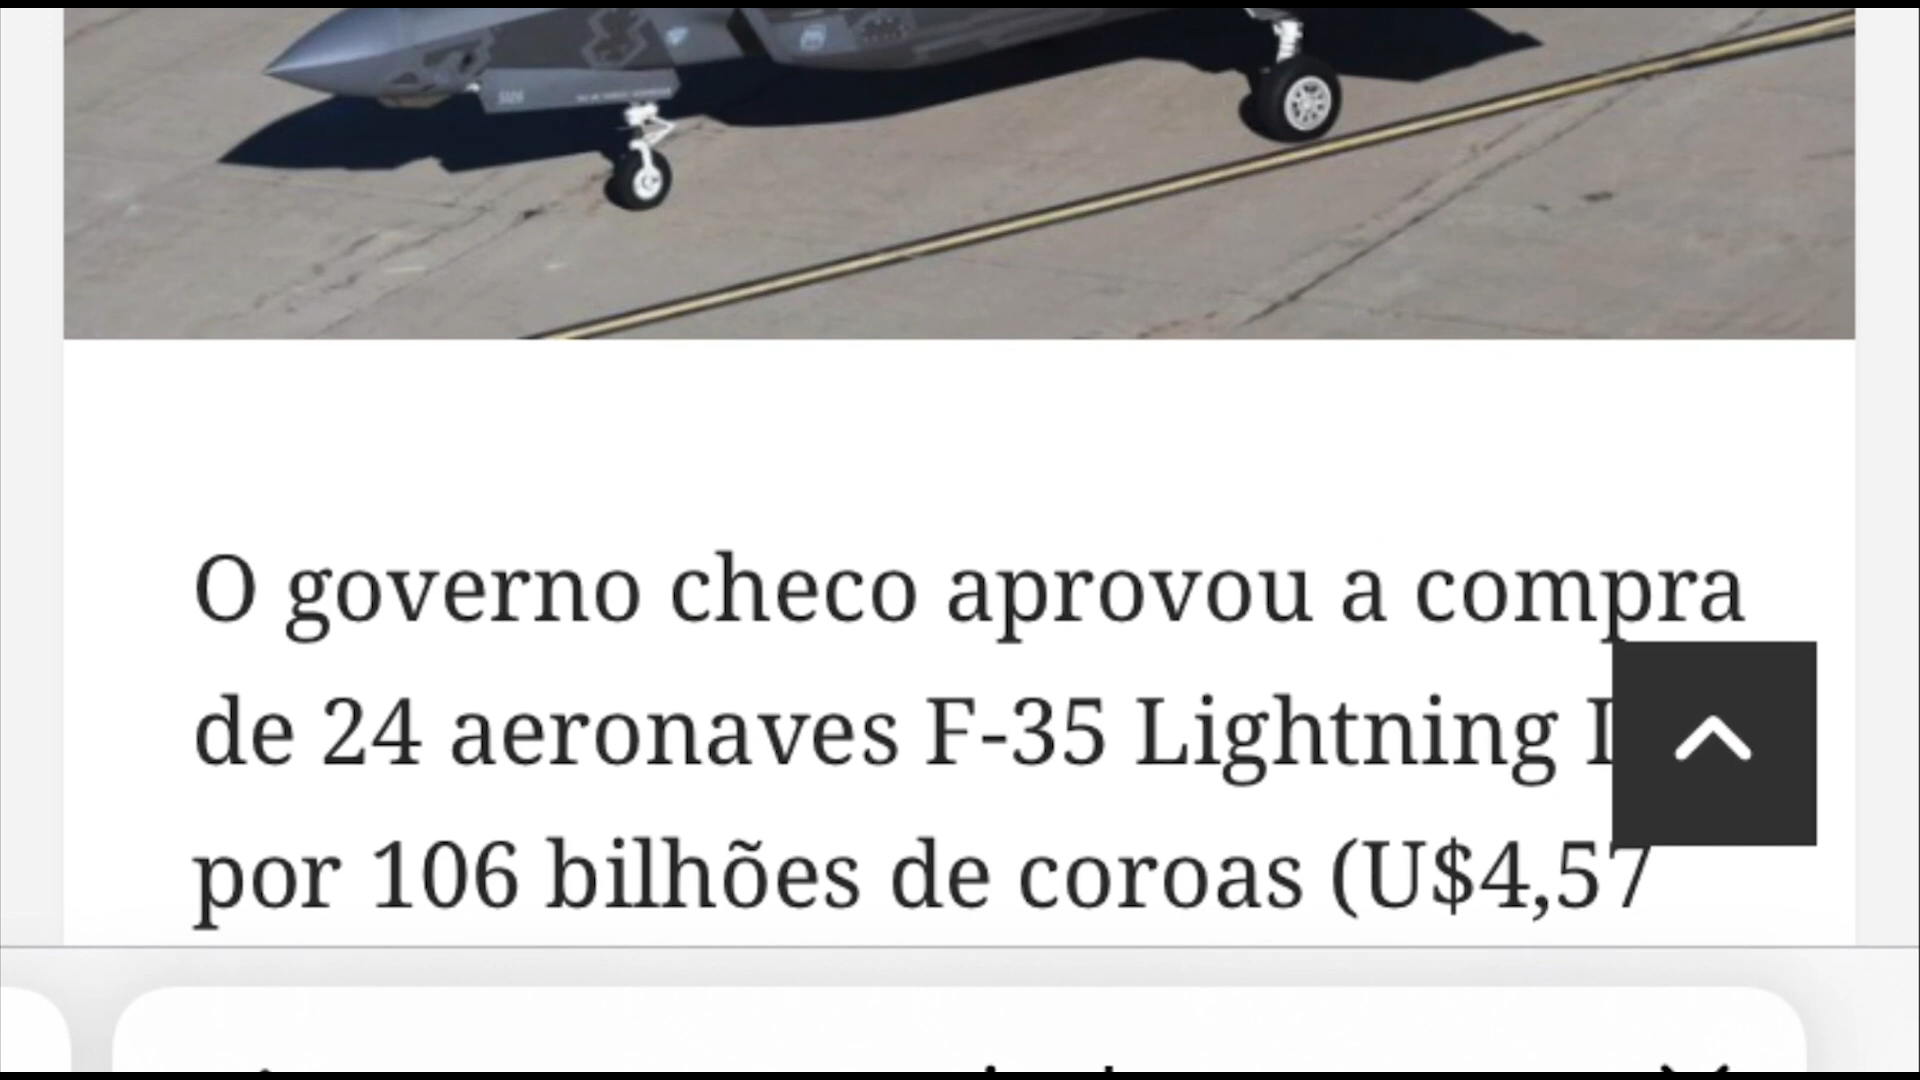 O governo checo aprovou a compra
de 24 aeronaves F-35 Lightning
por 106 bilhões de coroas (U$4,57